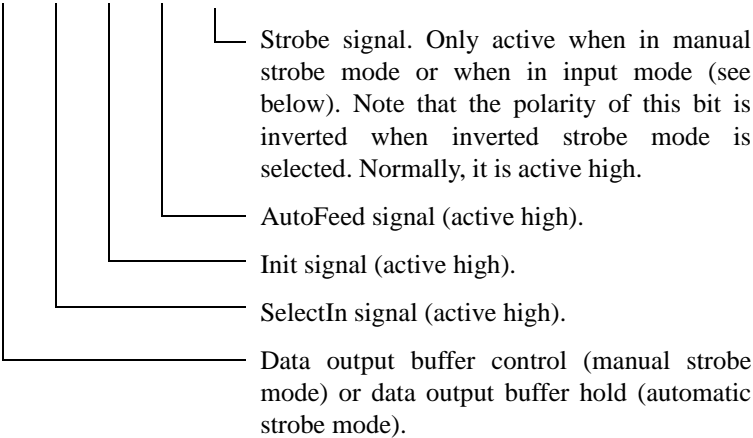 Strobe signal. Only active when in manual
strobe mode or when in input mode (see
below). Note that the polarity of this bit is
inverted when inverted strobe mode is
selected. Normally, it is active high.
AutoFeed signal (active high).
Init signal (active high).
SelectIn signal (active high).
Data output buffer control (manual strobe
mode) or data output buffer hold (automatic
strobe mode).